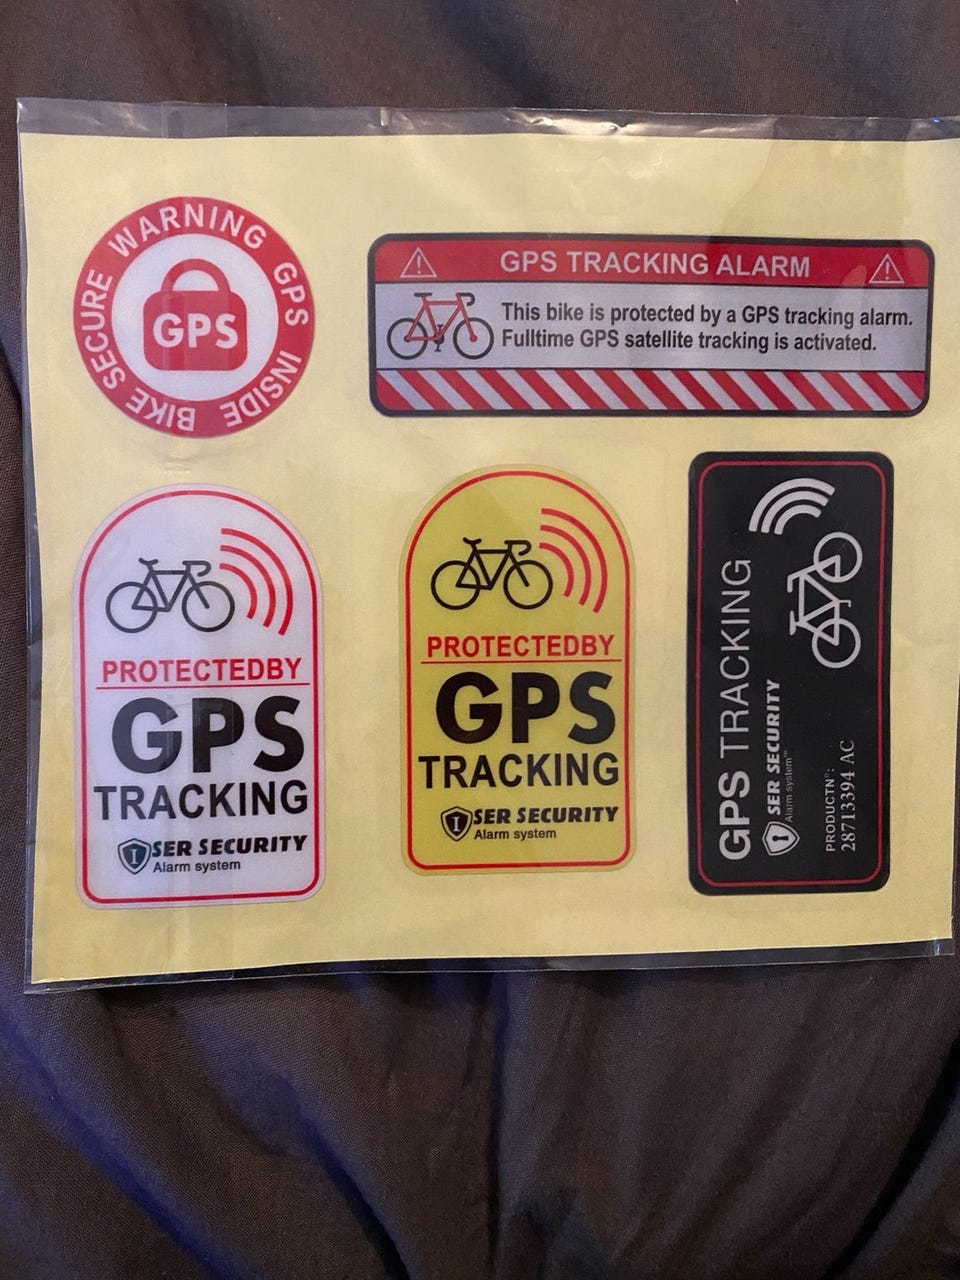 WARNING GPS INSIDE BIKE SECURE
GPS
GPS TRACKING ALARM
This bike is protected by a GPS tracking alarm.
Fulltime GPS satellite tracking is activated.
PROTECTEDBY
GPS
TRACKING
I
SER SECURITY
Alarm system
PROTECTEDBY
GPS
TRACKING
I
SER SECURITY
Alarm system
GPS TRACKING
SER SECURITY
Alarm system™
PRODUCTN°:
28713394 AC